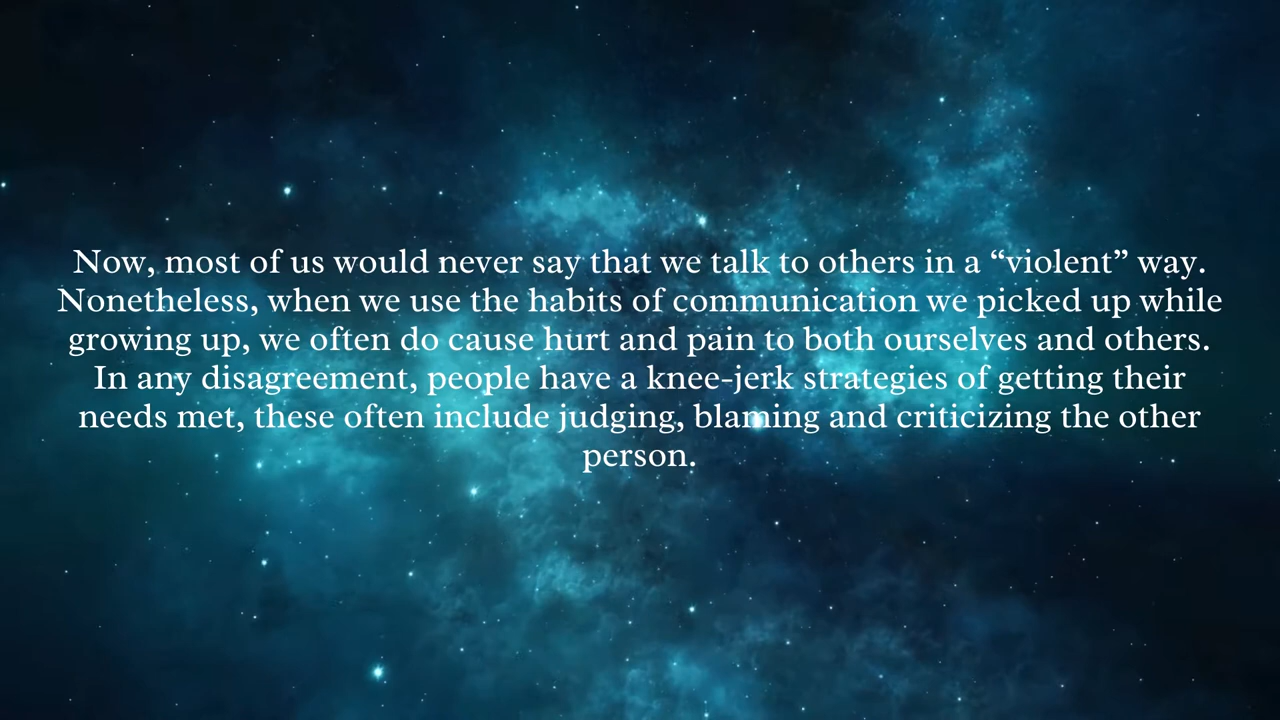 Now, most of us would never say that we talk to others in a “violent” way.
Nonetheless, when we use the habits of communication we picked up while
growing up, we often do cause hurt and pain to both ourselves and others.
In any disagreement, people have a knee-jerk strategies of getting their
needs met, these often include judging, blaming and criticizing the other
person.